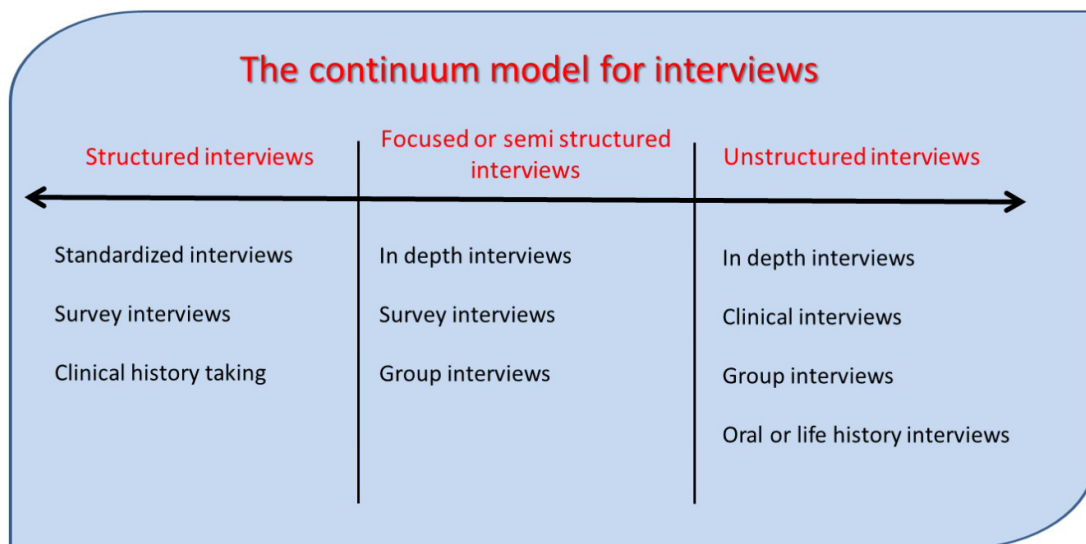 The continuum model for interviews
Structured interviews
Focused or semi structured
interviews
Unstructured interviews
Standardized interviews
Survey interviews
Clinical history taking
In depth interviews
Survey interviews
Group interviews
In depth interviews
Clinical interviews
Group interviews
Oral or life history interviews